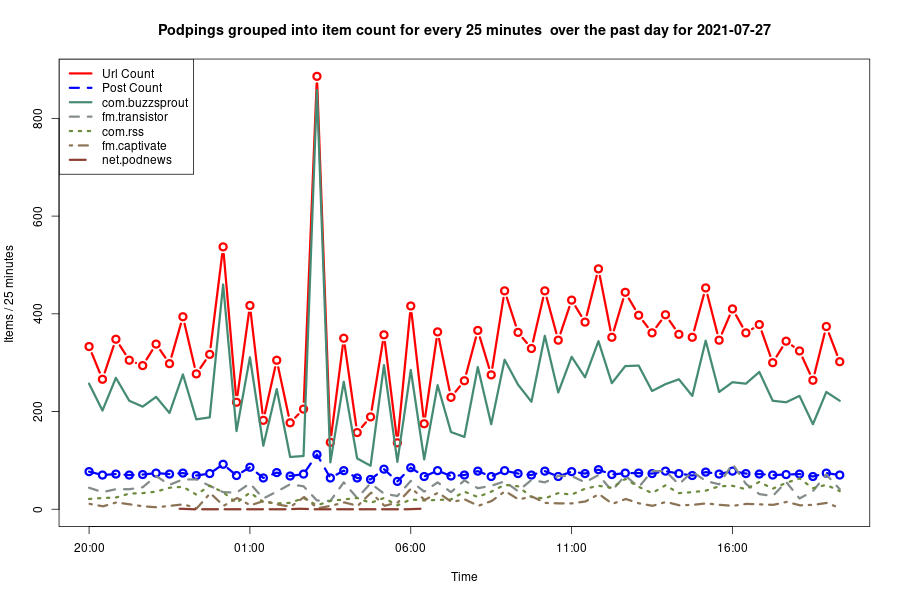 Podpings grouped into item count for every 25 minutes  over the past day for 2021-07-27
Url Count
Post Count
com.buzzsprout
fm.transistor
com.rss
fm.captivate
net.podnews
Items / 25 minutes
800
600
400
200
0
20:00 01:00 06:00 11:00 16:00
Time